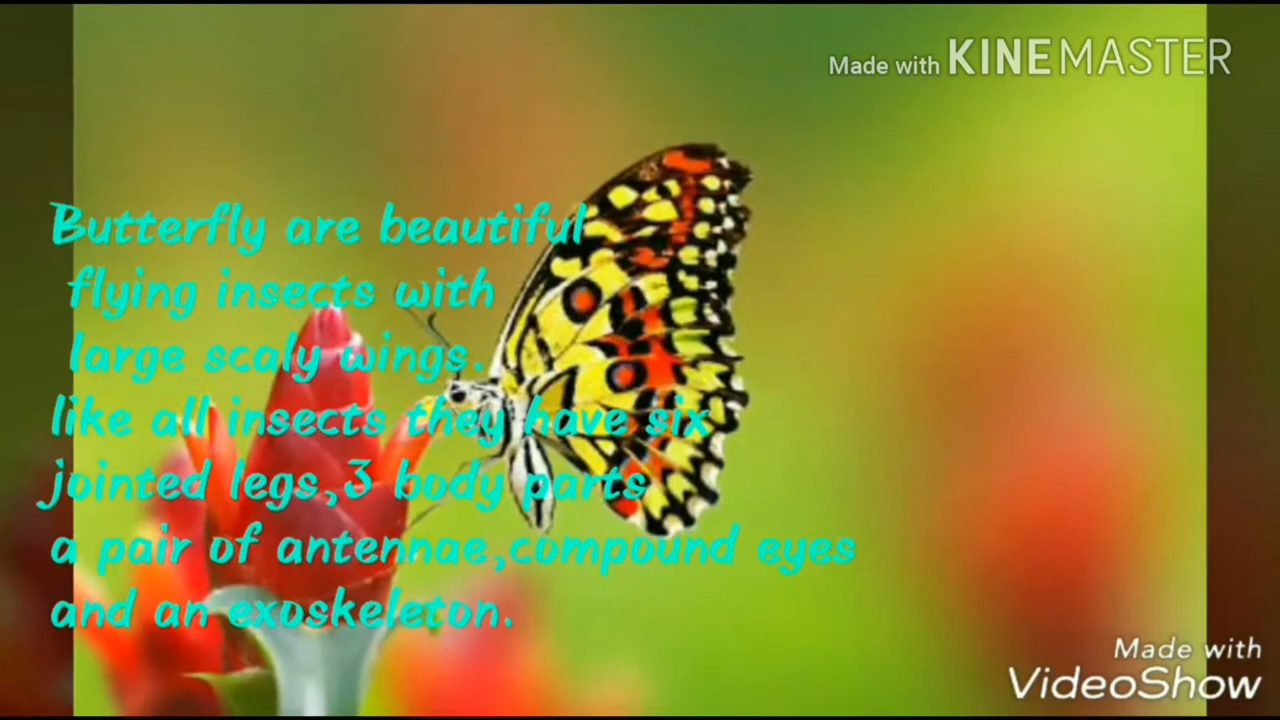 Made with KINEMASTER
Butterfly are beautiful
flying insects with
large scaly wings.
like all insects they have six
jointed legs,3 body parts
a pair of antennae,compound eyes
and an exoskeleton.
Made with
VideoShow